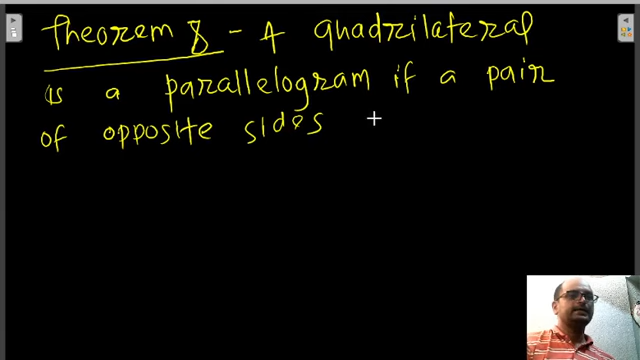 Theorem 8 - A quadrilateral
is a parallelogram if a pair
of opposite sides